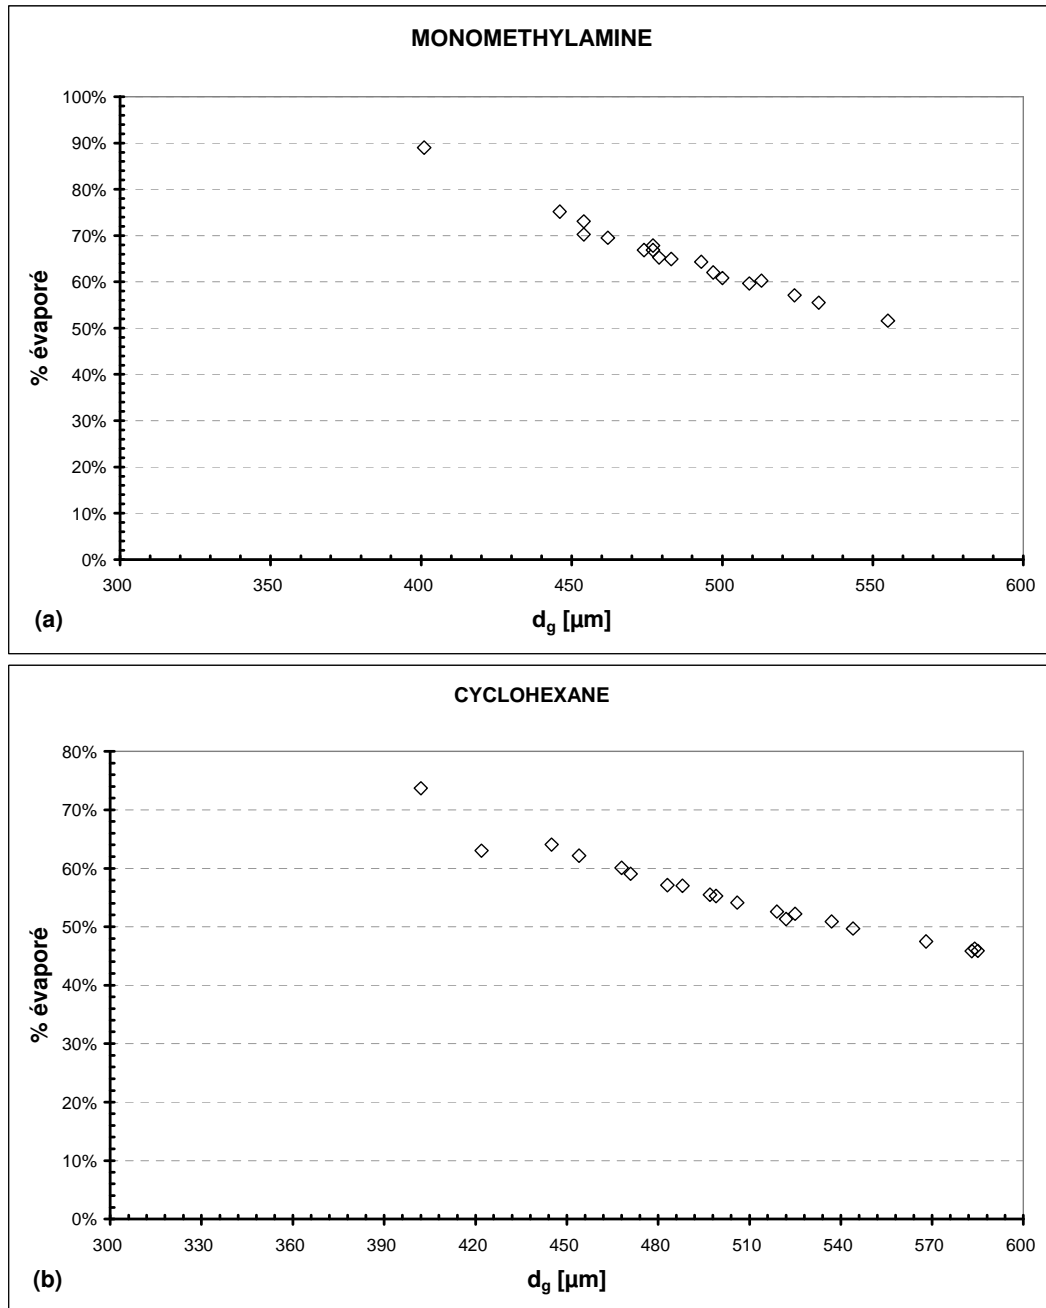 MONOMETHYLAMINE
100%
90%
80%
70%
60%
50%
40%
30%
20%
10%
0%
% évaporé
300 350 400 450 500 550 600
(a) dg [µm]
CYCLOHEXANE
80%
70%
60%
50%
40%
30%
20%
10%
0%
% évaporé
300 330 360 390 420 450 480 510 540 570 600
(b) dg [µm]